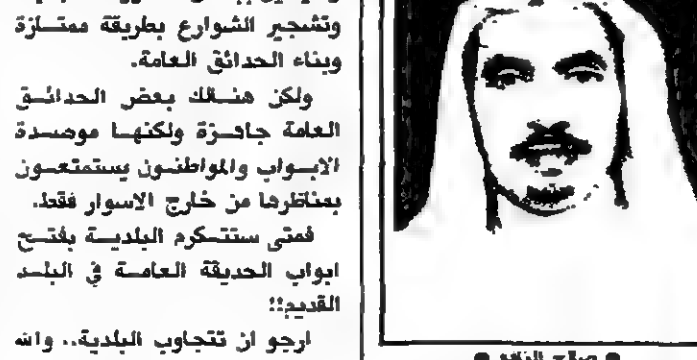 وتشجير الشوارع بطريقة ممتازة
وبناء الحدائق العامة.
ولكن هنالك بعض الحدائق
العامة جاهزة ولكنها موصدة
الابواب والمواطنون يستمتعون
بمناظرها من خارج الاسوار فقط.
فمتى ستتكرم البلدية بفتح
ابواب الحديقة العامة في البلد
القديم!!
ارجو ان تتجاوب البلدية.. والله
● صلاح